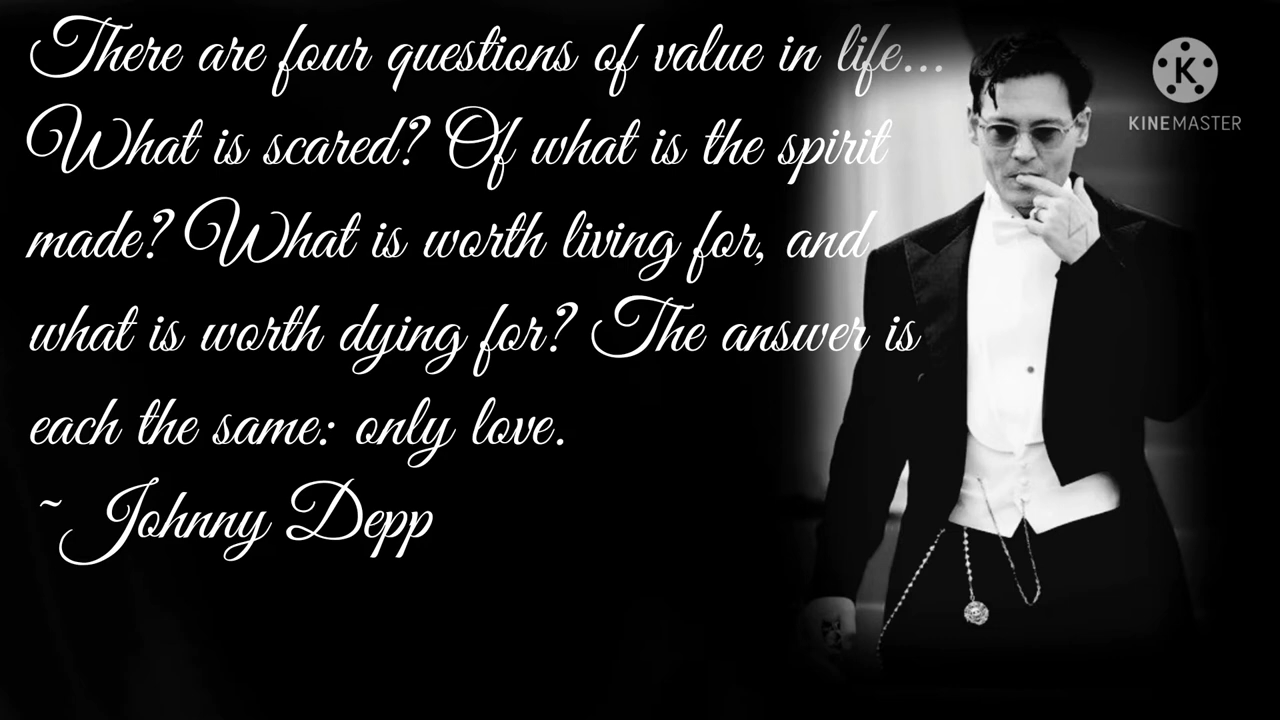 There are four questions of value in life...
What is scared? Of what is the spirit
made? What is worth living for, and
what is worth dying for? The answer is
each the same: only love.
~ Johnny Depp
K
KINEMASTER